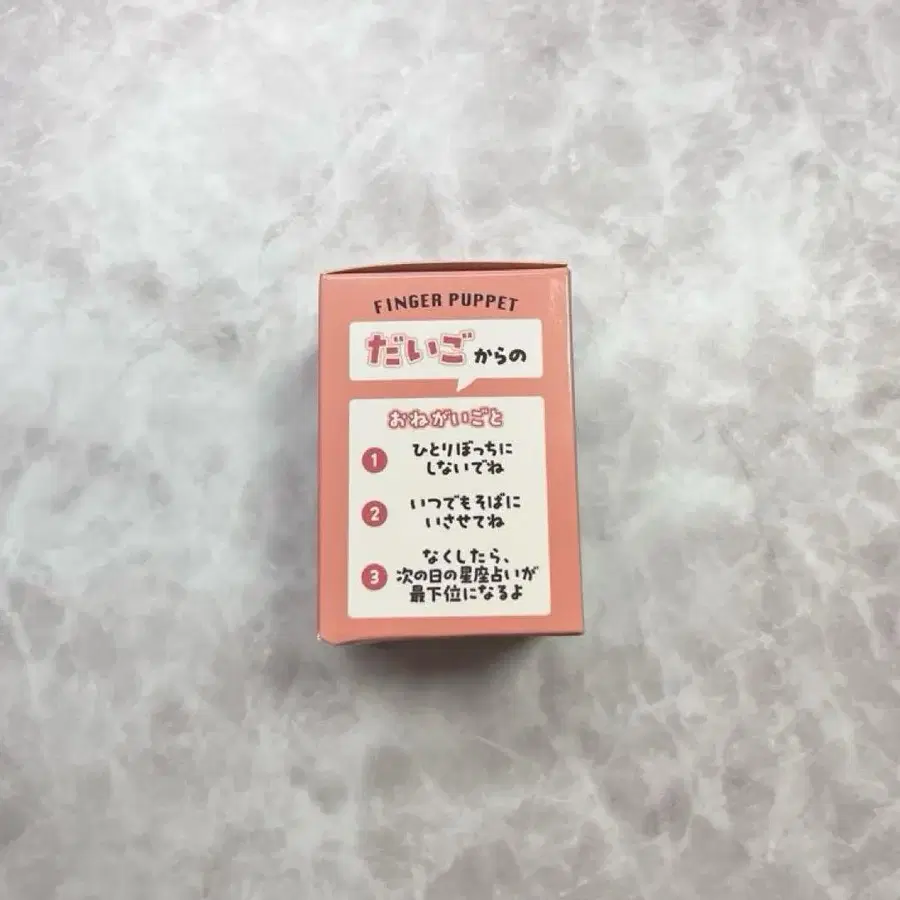 FINGER PUPPET
だいごからの
おねがいごと
1 ひとりぼっちに
しないでね
2 いつでもそばに
いさせてね
3 なくしたら、
次の日の星座占いが
最下位になるよ